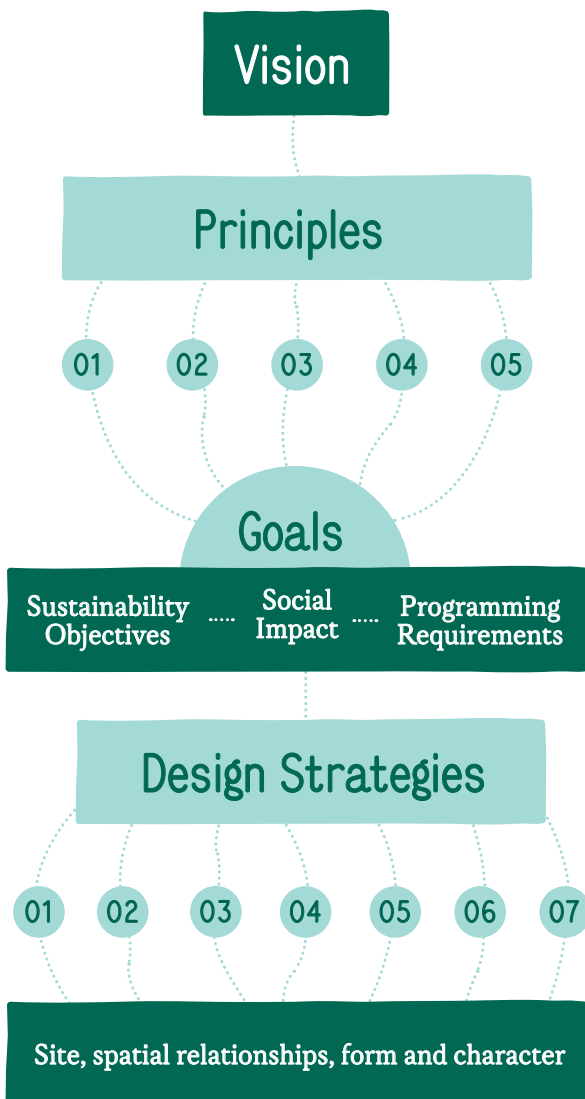 Vision
Principles
01 02 03 04 05
Goals
Sustainability Objectives ..... Social Impact ..... Programming Requirements
Design Strategies
01 02 03 04 05 06 07
Site, spatial relationships, form and character